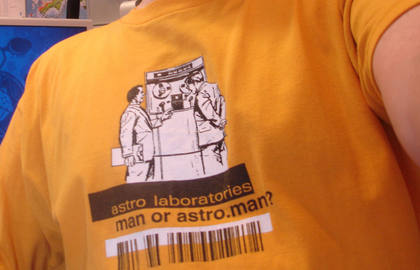 astro laboratories
man or astro.man?